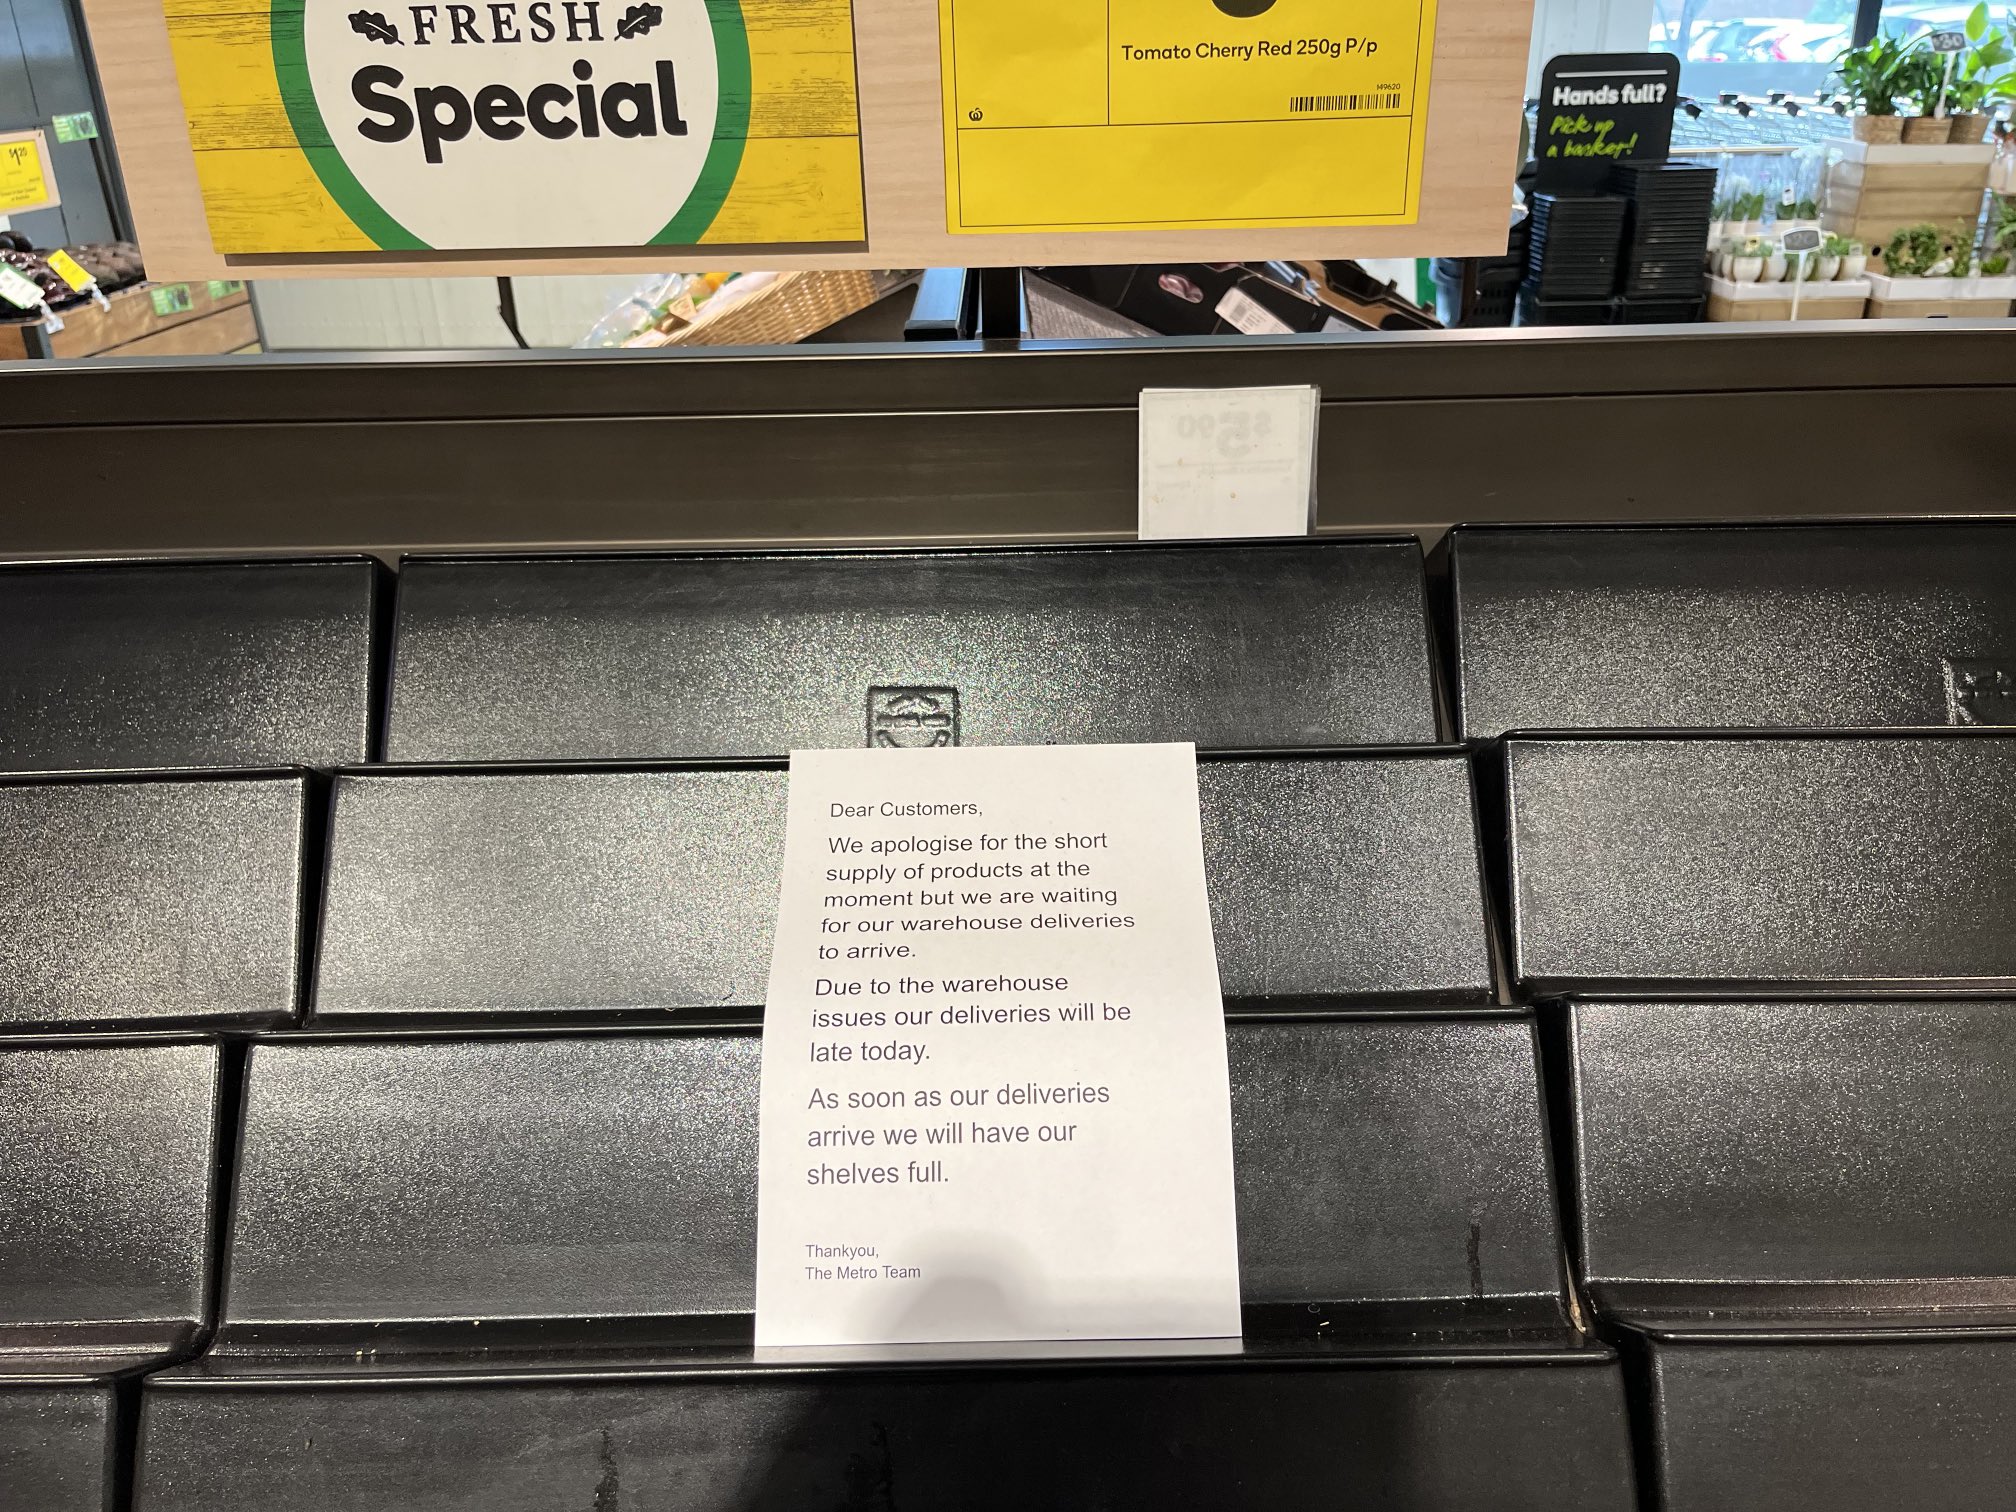 FRESH
Special
Tomato Cherry Red 250g P/p
149620
Hands full?
Pick up
a basket!
Dear Customers,
We apologise for the short
supply of products at the
moment but we are waiting
for our warehouse deliveries
to arrive.
Due to the warehouse
issues our deliveries will be
late today.
As soon as our deliveries
arrive we will have our
shelves full.
Thankyou,
The Metro Team